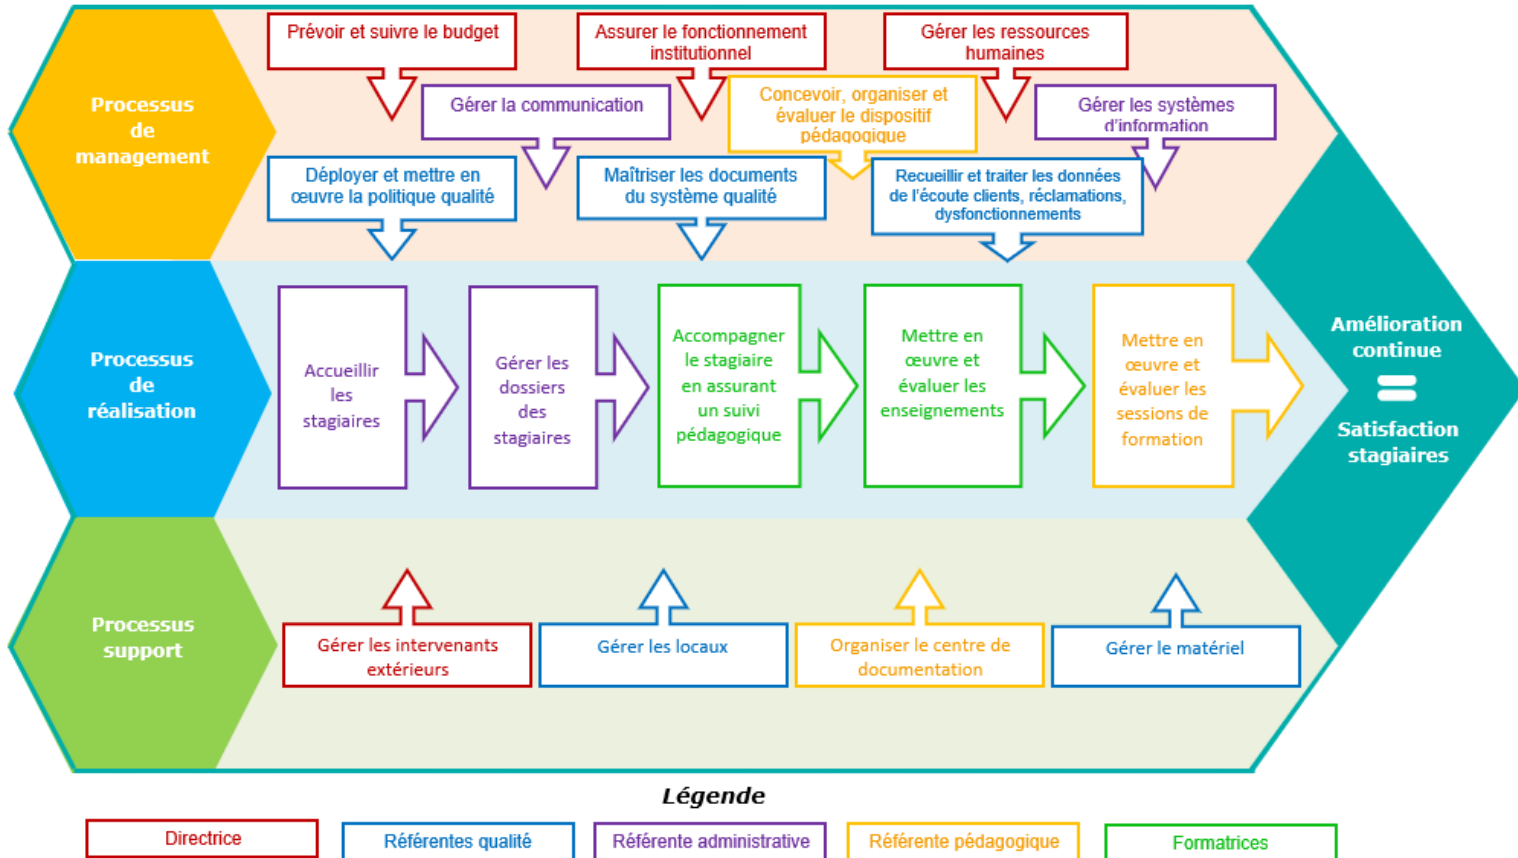 Prévoir et suivre le budget
Assurer le fonctionnement
institutionnel
Gérer les ressources
humaines
Gérer la communication
Concevoir, organiser et
évaluer le dispositif
pédagogique
Gérer les systèmes
d'information
Processus
de
management
Déployer et mettre en
œuvre la politique qualité
Maîtriser les documents
du système qualité
Recueillir et traiter les données
de l'écoute clients, réclamations,
dysfonctionnements
Processus
de
réalisation
Accueillir
les
stagiaires
Gérer les
dossiers
des
stagiaires
Accompagner
le stagiaire
en assurant
un suivi
pédagogique
Mettre en
œuvre et
évaluer les
enseignements
Mettre en
œuvre et
évaluer les
sessions de
formation
Amélioration
continue
=
Satisfaction
stagiaires
Processus
support
Gérer les intervenants
extérieurs
Gérer les locaux
Organiser le centre de
documentation
Gérer le matériel
Légende
Directrice
Référentes qualité
Référente administrative
Référente pédagogique
Formatrices